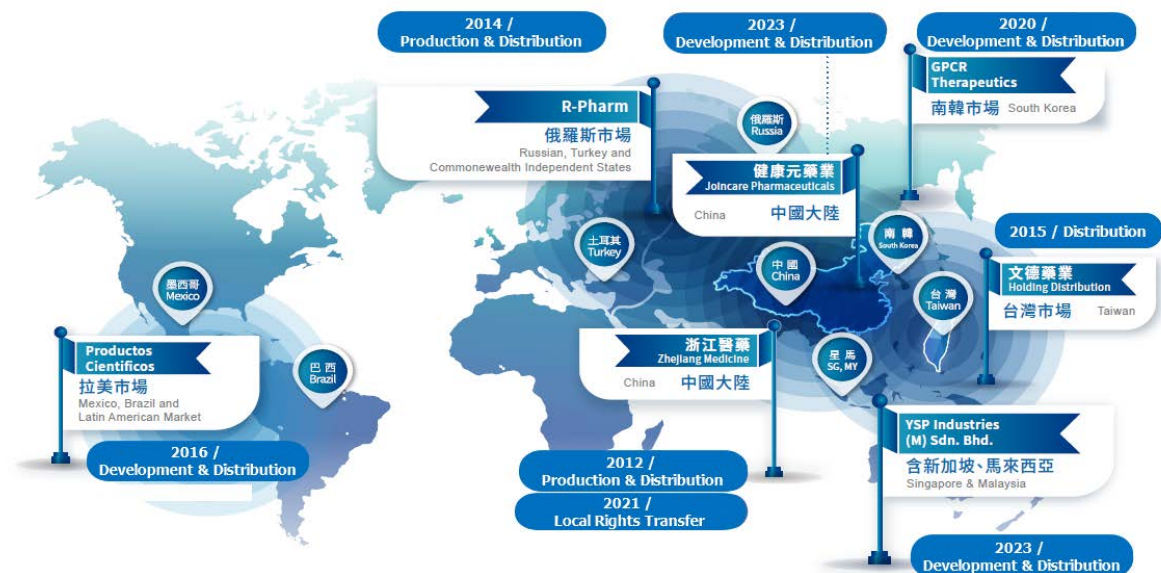 2014 /
Production & Distribution
2023 /
Development & Distribution
2020 /
Development & Distribution
GPCR
Therapeutics
南韓市場 South Korea
R-Pharm
俄羅斯市場
Russian, Turkey and
Commonewealth Independent States
俄羅斯
Russia
健康元藥業
Joincare Pharmaceuticals
China 中國大陸
土耳其
Turkey
中國
China
南韓
South Korea
台灣
Taiwan
2015 / Distribution
文德藥業
Holding Distribution
台灣市場 Taiwan
墨西哥
Mexico
Productos
Cientificos
拉美市場
Mexico, Brazil and
Latin American Market
巴西
Brazil
2016 /
Development & Distribution
浙江醫藥
Zhejiang Medicine
China 中國大陸
星馬
SG, MY
2012 /
Production & Distribution
2021 /
Local Rights Transfer
YSP Industries
(M) Sdn. Bhd.
含新加坡、馬來西亞
Singapore & Malaysia
2023 /
Development & Distribution